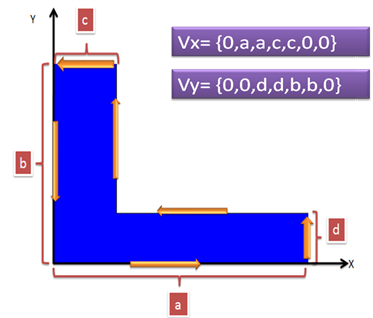 Y
c
Vx= {0,a,a,c,c,0,0}
Vy= {0,0,d,d,b,b,0}
b
d
X
a